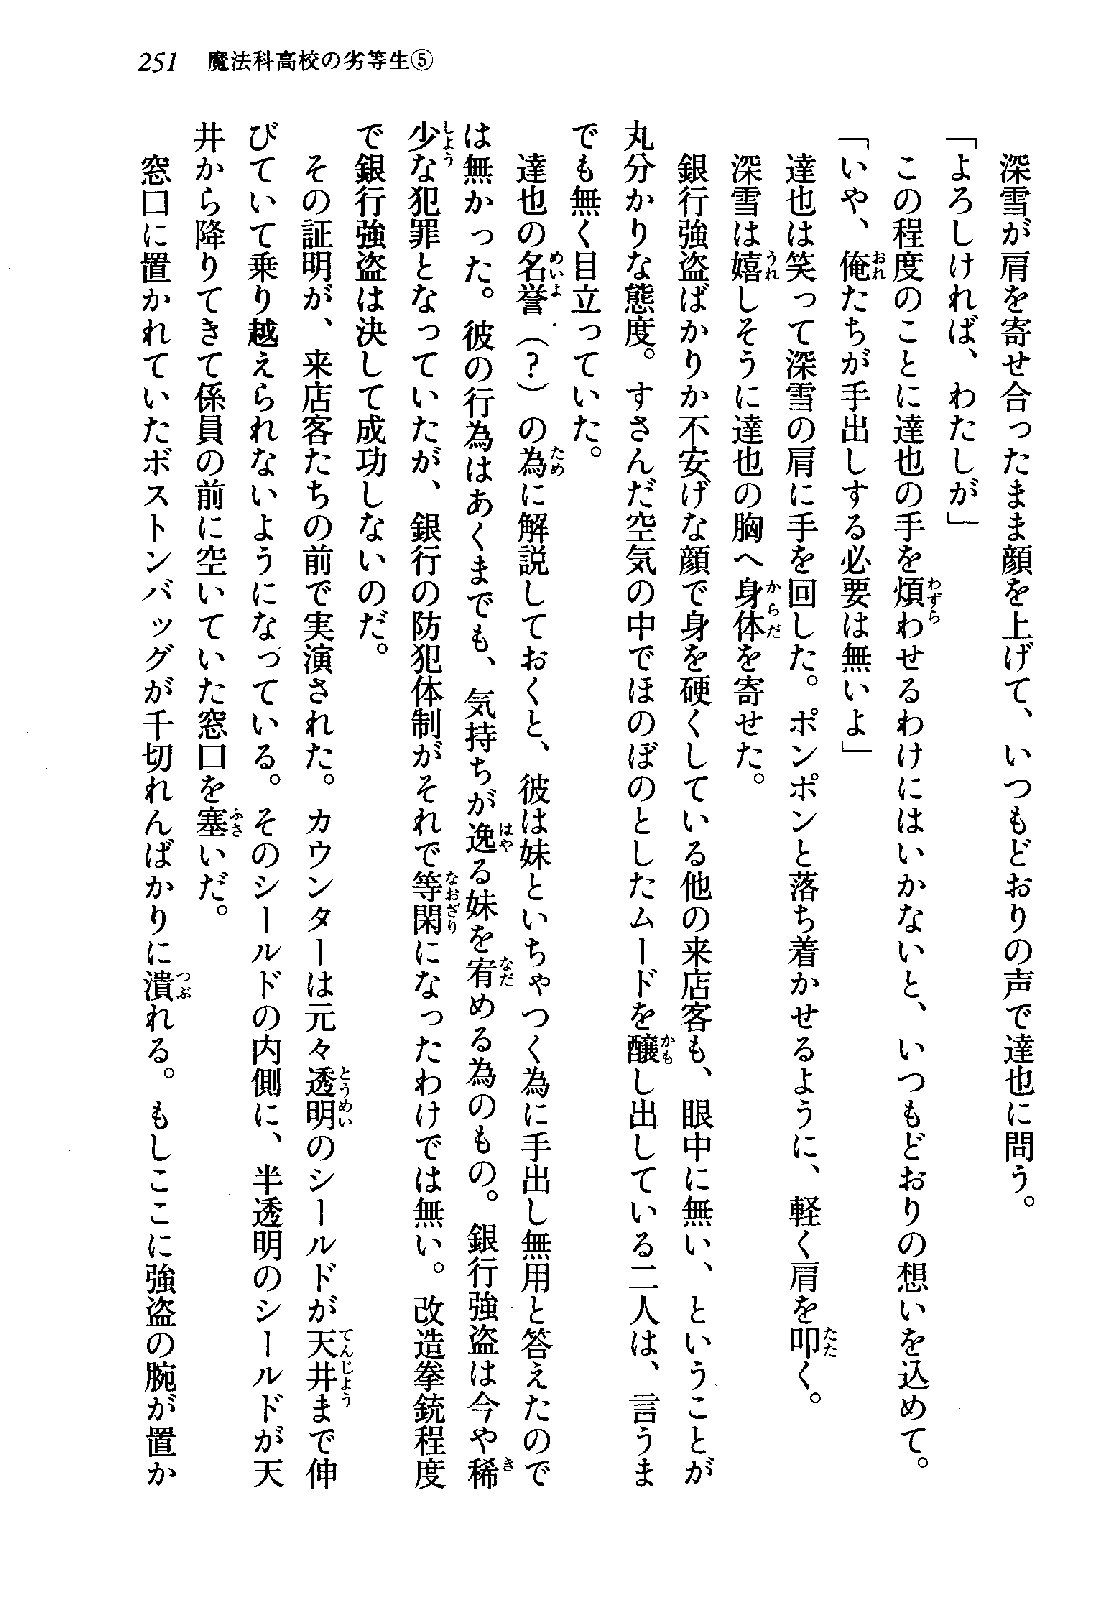 251 魔法科高校の劣等生⑤
深雪が肩を寄せ合ったまま顔を上げて、いつもどおりの声で達也に問う。
「よろしければ、わたしが」
この程度のことに達也の手を煩わせるわけにはいかないと、いつもどおりの想いを込めて。
「いや、俺たちが手出しする必要は無いよ」
達也は笑って深雪の肩に手を回した。ポンポンと落ち着かせるように、軽く肩を叩く。
深雪は嬉しそうに達也の胸へ身体を寄せた。
銀行強盗ばかりか不安げな顔で身を硬くしている他の来店客も、眼中に無い、ということが
丸分かりな態度。すさんだ空気の中でほのぼのとしたムードを醸し出している二人は、言うま
でも無く目立っていた。
達也の名誉（？）の為に解説しておくと、彼は妹といちゃつく為に手出し無用と答えたので
は無かった。彼の行為はあくまでも、気持ちが逸る妹を宥める為のもの。銀行強盗は今や稀
少な犯罪となっていたが、銀行の防犯体制がそれで等閑になったわけでは無い。改造拳銃程度
で銀行強盗は決して成功しないのだ。
その証明が、来店客たちの前で実演された。カウンターは元々透明のシールドが天井まで伸
びていて乗り越えられないようになっている。そのシールドの内側に、半透明のシールドが天
井から降りてきて係員の前に空いていた窓口を塞いだ。
窓口に置かれていたボストンバッグが千切れんばかりに潰れる。もしここに強盗の腕が置か